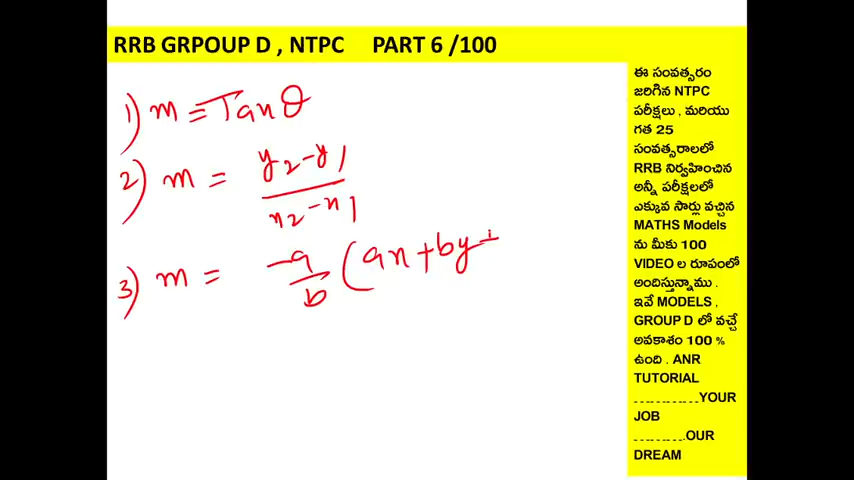 RRB GRPOUP D , NTPC PART 6 /100
1) m = Tan θ
2) m = y2-y1
x2-x1
3) m = -a (ax+by+
b
ఈ సంవత్సరం
జరిగిన NTPC
పరీక్షలు , మరియు
గత 25
సంవత్సరాలలో
RRB నిర్వహించిన
అన్నీ పరీక్షలలో
ఎక్కువ సార్లు వచ్చిన
MATHS Models
ను మీకు 100
VIDEO ల రూపంలో
అందిస్తున్నాము .
ఇవే MODELS ,
GROUP D లో వచ్చే
అవకాశం 100 %
ఉంది . ANR
TUTORIAL
.............YOUR
JOB
..........OUR
DREAM